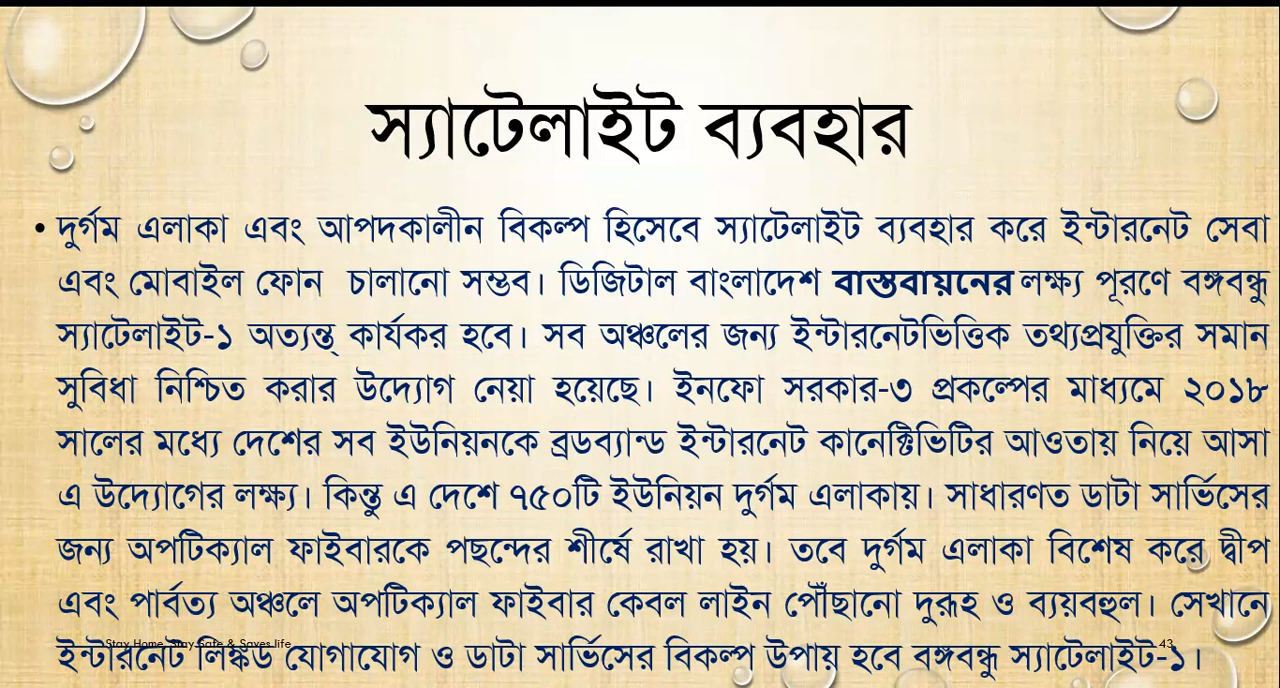 স্যাটেলাইট ব্যবহার
• দুর্গম এলাকা এবং আপদকালীন বিকল্প হিসেবে স্যাটেলাইট ব্যবহার করে ইন্টারনেট সেবা
এবং মোবাইল ফোন চালানো সম্ভব। ডিজিটাল বাংলাদেশ বাস্তবায়নের লক্ষ্য পূরণে বঙ্গবন্ধু
স্যাটেলাইট-১ অত্যন্ত্ কার্যকর হবে। সব অঞ্চলের জন্য ইন্টারনেটভিত্তিক তথ্যপ্রযুক্তির সমান
সুবিধা নিশ্চিত করার উদ্যোগ নেয়া হয়েছে। ইনফো সরকার-৩ প্রকল্পের মাধ্যমে ২০১৮
সালের মধ্যে দেশের সব ইউনিয়নকে ব্রডব্যান্ড ইন্টারনেট কানেক্টিভিটির আওতায় নিয়ে আসা
এ উদ্যোগের লক্ষ্য। কিন্তু এ দেশে ৭৫০টি ইউনিয়ন দুর্গম এলাকায়। সাধারণত ডাটা সার্ভিসের
জন্য অপটিক্যাল ফাইবারকে পছন্দের শীর্ষে রাখা হয়। তবে দুর্গম এলাকা বিশেষ করে দ্বীপ
এবং পার্বত্য অঞ্চলে অপটিক্যাল ফাইবার কেবল লাইন পৌঁছানো দুরূহ ও ব্যয়বহুল। সেখানে
ইন্টারনেট লিঙ্কড যোগাযোগ ও ডাটা সার্ভিসের বিকল্প উপায় হবে বঙ্গবন্ধু স্যাটেলাইট-১।
Stay Home, Stay Safe & Saves life
43